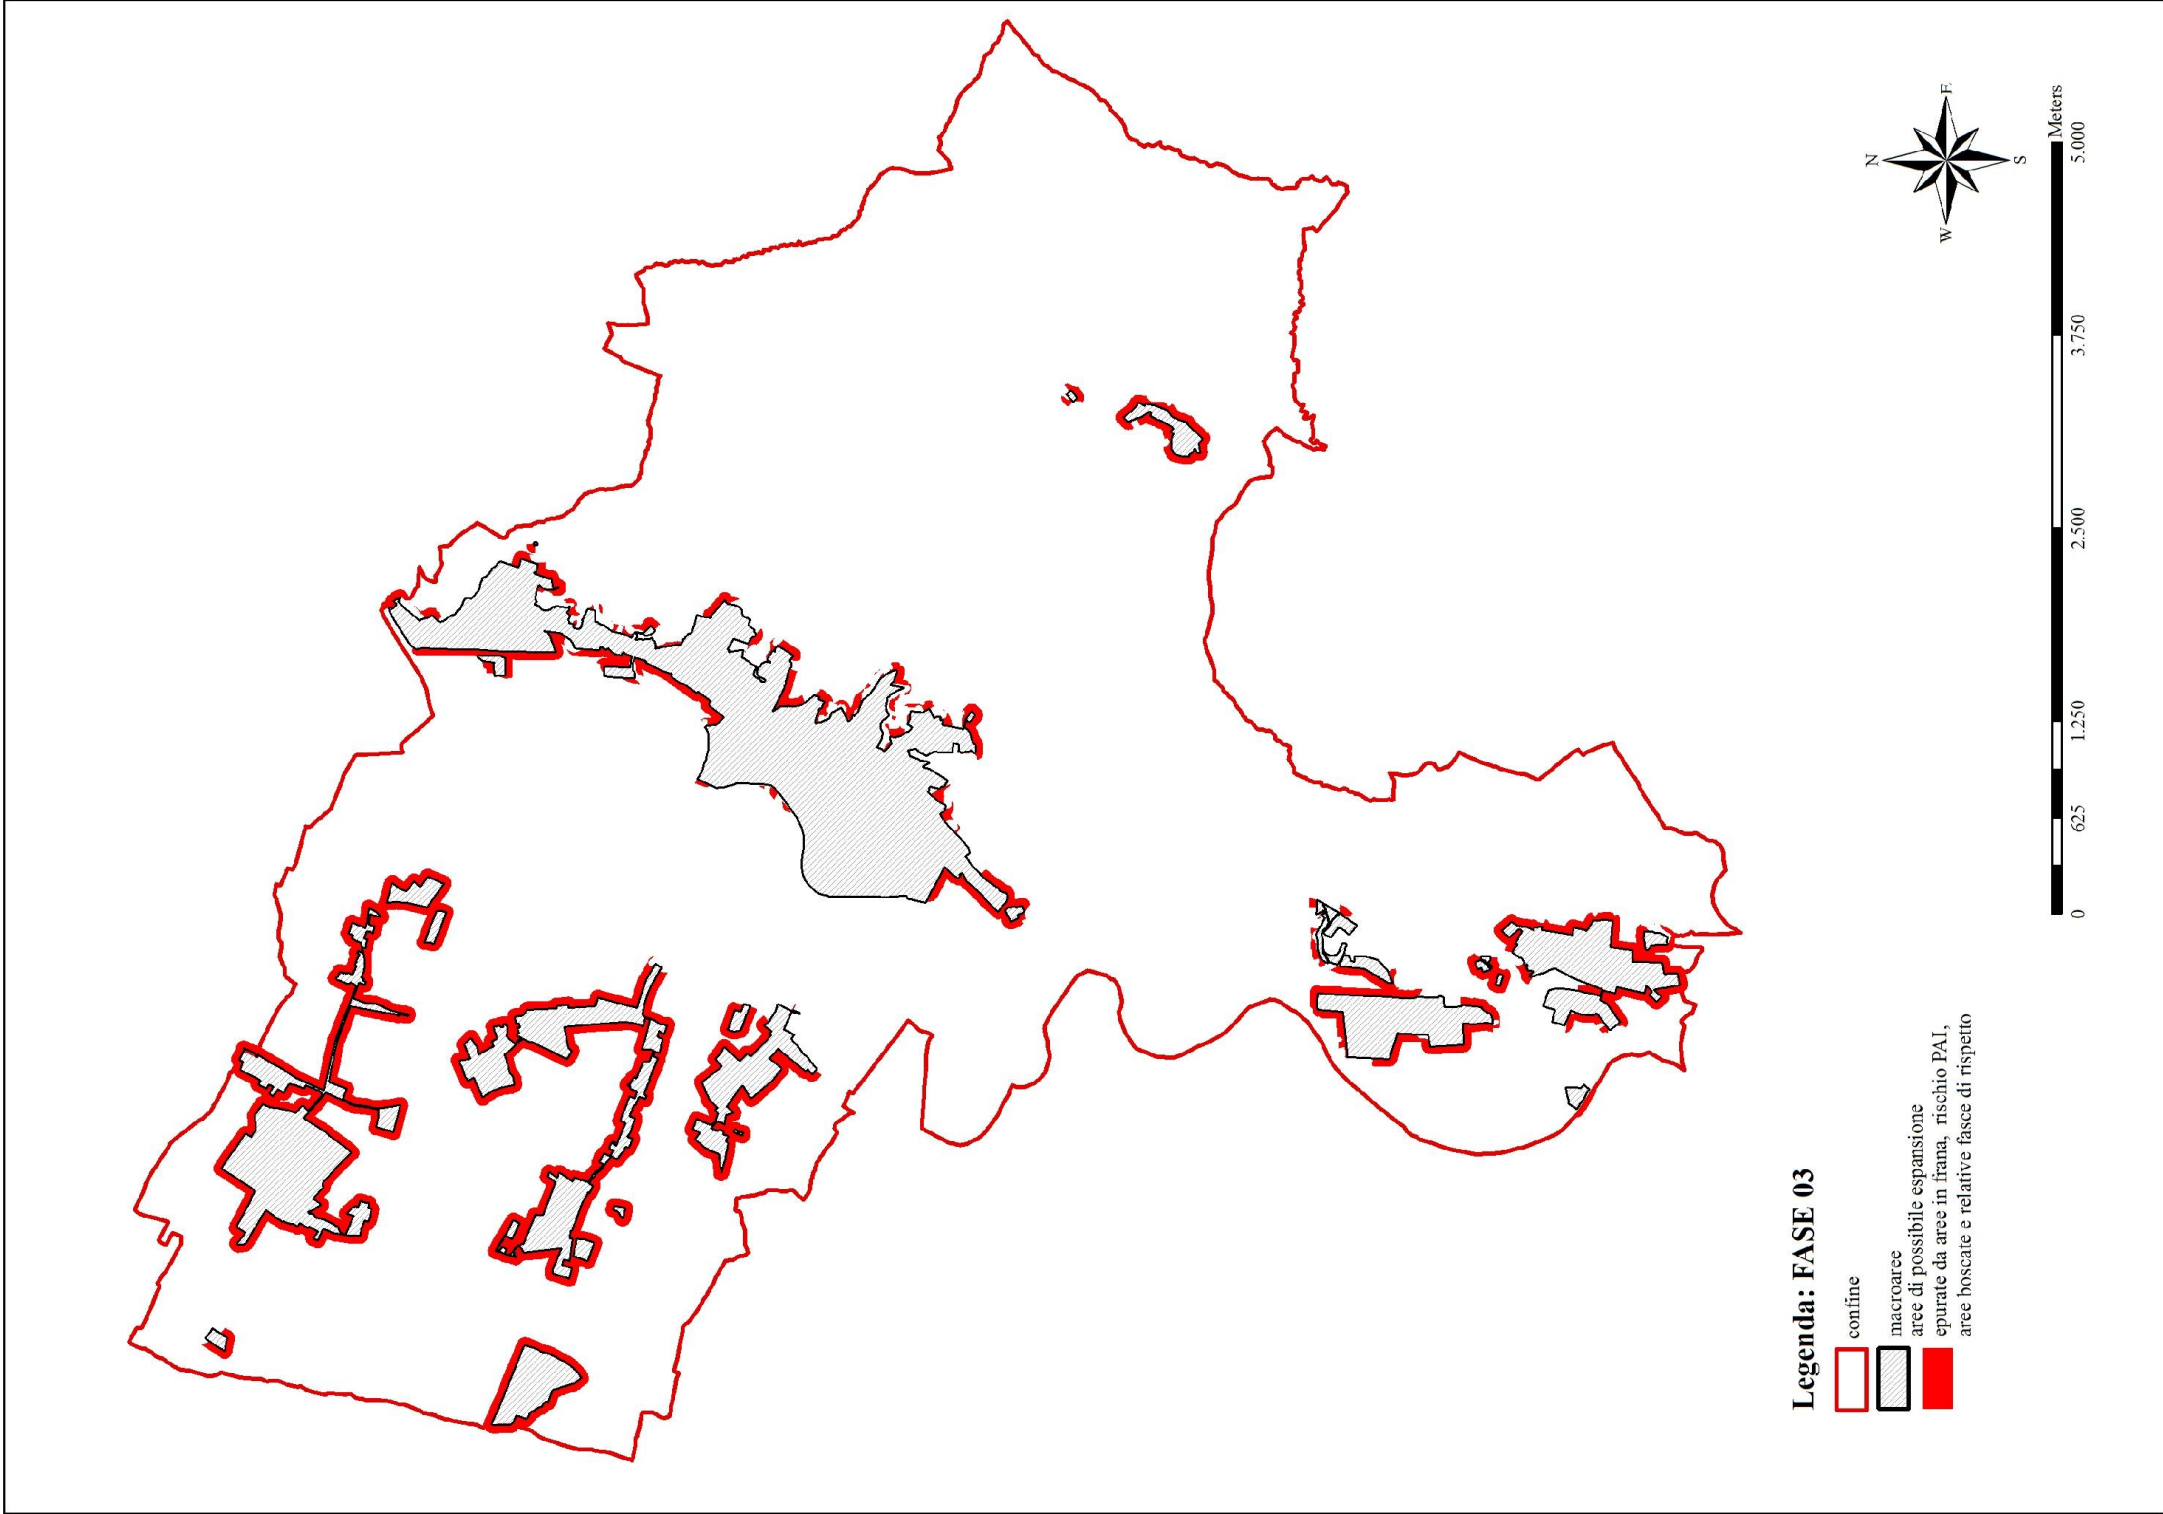 Legenda: FASE 03
confine
macroaree
aree di possibile espansione
epurate da aree in frana, rischio PAI,
aree boscate e relative fasce di rispetto
N
W
E
S
0 625 1.250 2.500 3.750 5.000
Meters